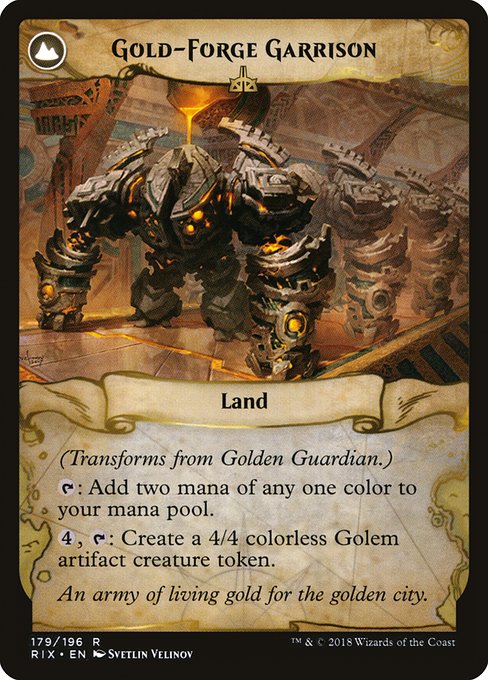 Gold-Forge Garrison
Land
(Transforms from Golden Guardian.)
: Add two mana of any one color to
your mana pool.
4, : Create a 4/4 colorless Golem
artifact creature token.
An army of living gold for the golden city.
179/196 R
RIX • EN Svetlin Velinov
™ & © 2018 Wizards of the Coast